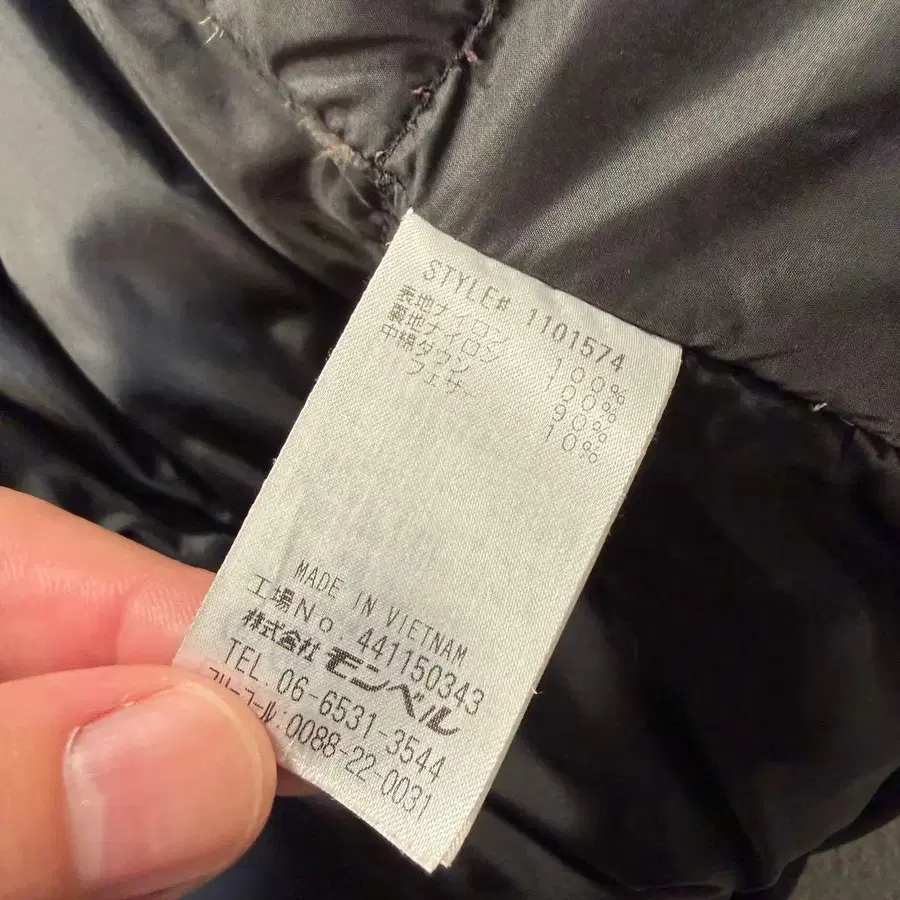 STYLE# 1101574
表地ナイロン 100%
裏地ナイロン 100%
中綿ダウン 90%
フェザー 10%
MADE IN VIETNAM
工場No. 441150343
株式会社モンベル
TEL. 06-6531-3544
フリーコール:0088-22-0031